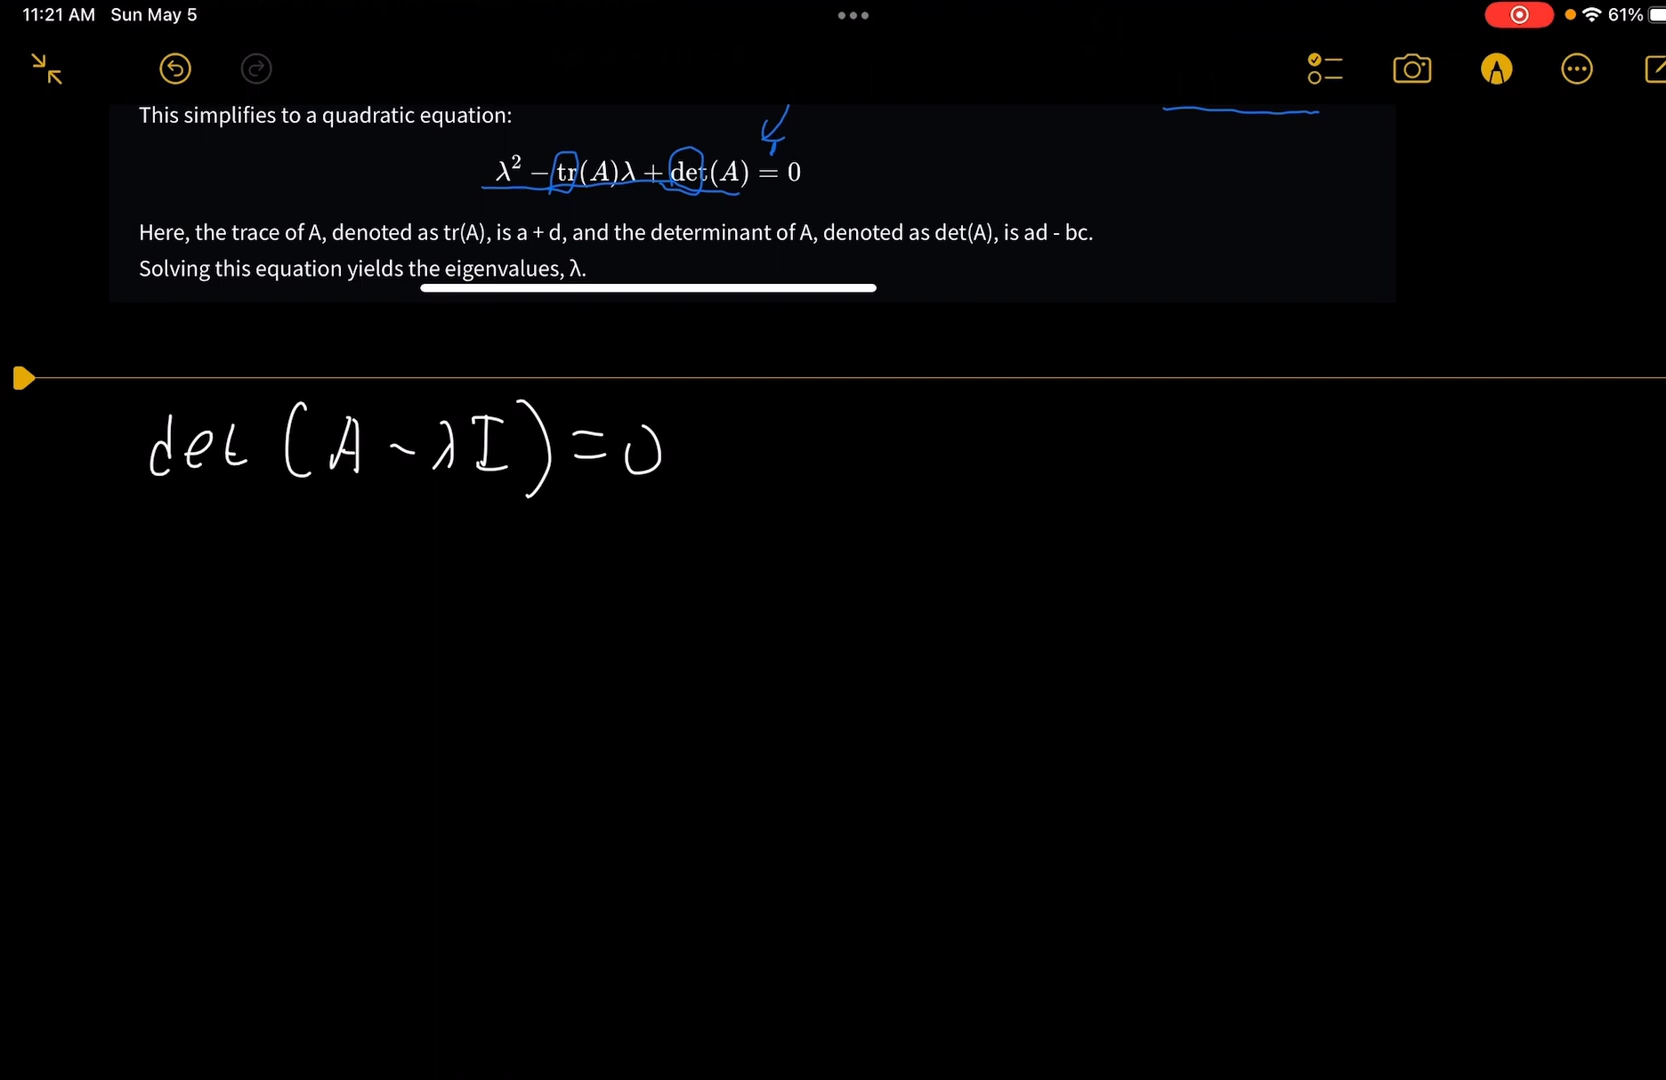 11:21 AM Sun May 5
61%
This simplifies to a quadratic equation:
λ² − tr(A)λ + det(A) = 0
Here, the trace of A, denoted as tr(A), is a + d, and the determinant of A, denoted as det(A), is ad - bc.
Solving this equation yields the eigenvalues, λ.
det (A - λI) = 0